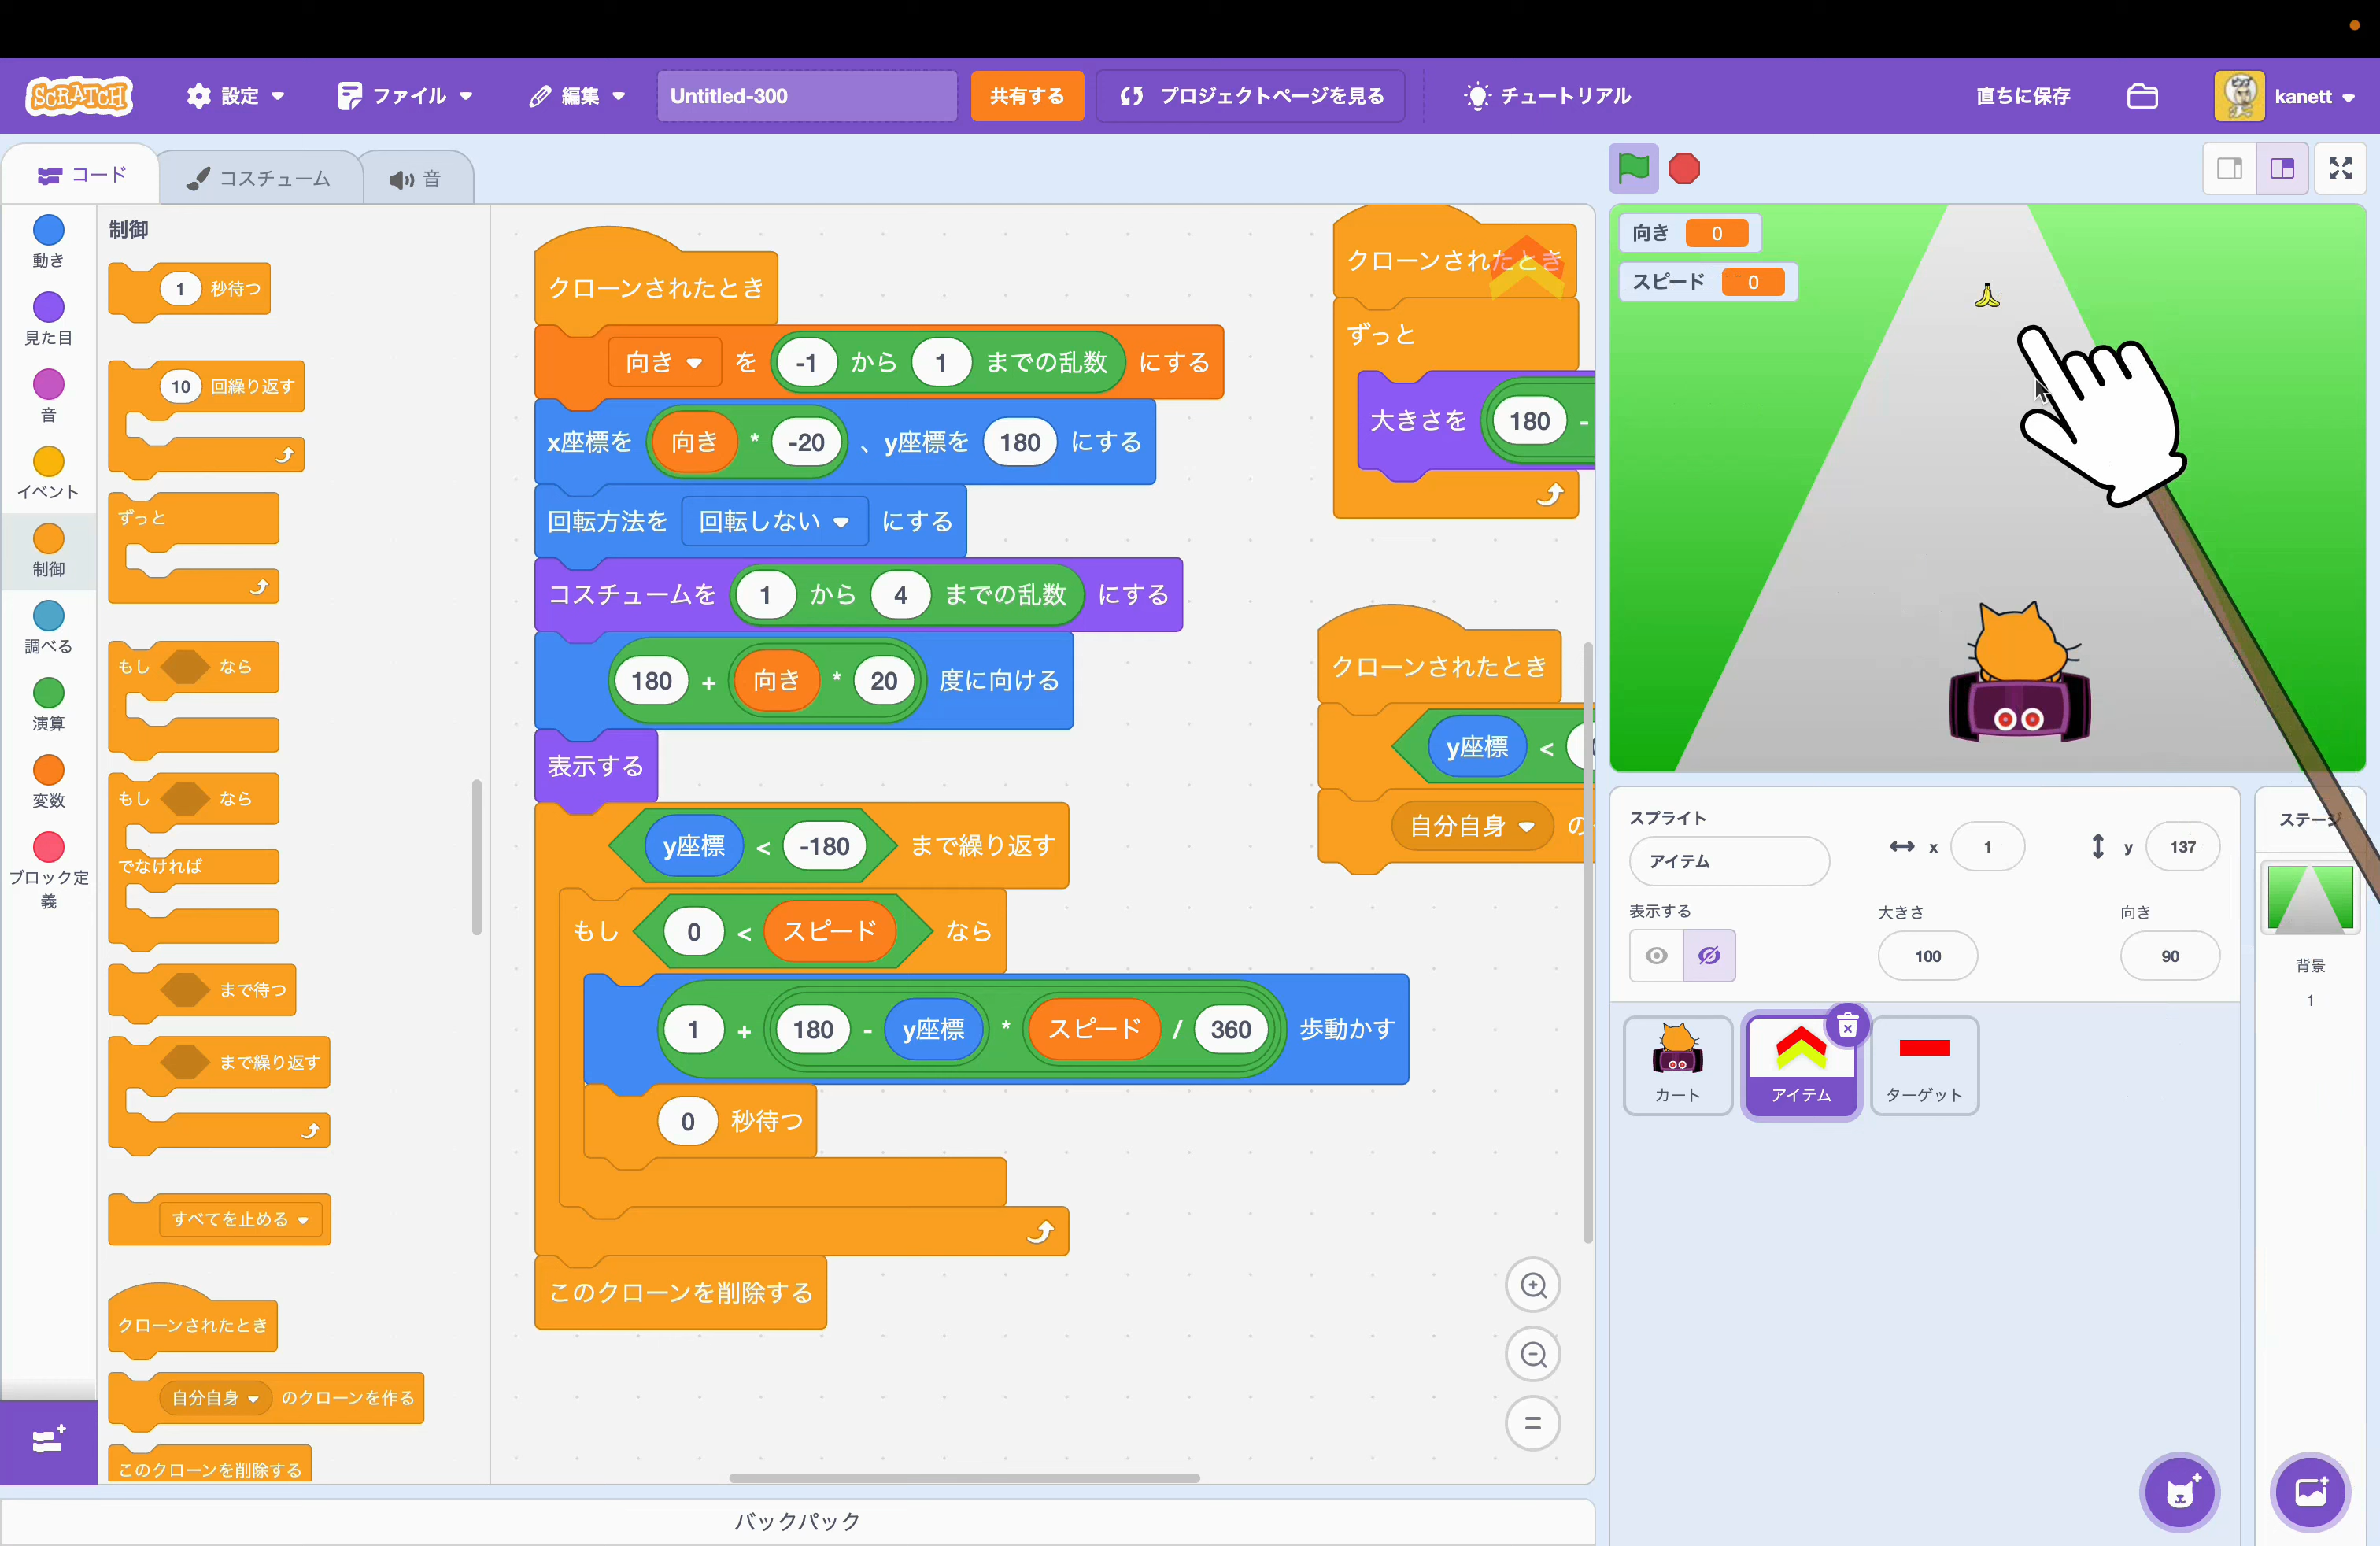 SCRATCH 設定 ファイル 編集 Untitled-300 共有する プロジェクトページを見る チュートリアル 直ちに保存 kanett
コード コスチューム 音
動き
見た目
音
イベント
制御
調べる
演算
変数
ブロック定
義
制御
1 秒待つ
10 回繰り返す
ずっと
もし なら
もし なら
でなければ
まで待つ
まで繰り返す
すべてを止める
クローンされたとき
自分自身 のクローンを作る
このクローンを削除する
クローンされたとき
向き を -1 から 1 までの乱数 にする
x座標を 向き * -20 、y座標を 180 にする
回転方法を 回転しない にする
コスチュームを 1 から 4 までの乱数 にする
180 + 向き * 20 度に向ける
表示する
y座標 < -180 まで繰り返す
もし 0 < スピード なら
1 + 180 - y座標 * スピード / 360 歩動かす
0 秒待つ
このクローンを削除する
クローンされたとき
ずっと
大きさを 180 -
クローンされたとき
y座標 <
自分自身 の
バックパック
向き 0
スピード 0
スプライト
アイテム
x 1
y 137
表示する
大きさ 100
向き 90
カート
アイテム
ターゲット
ステージ
背景
1